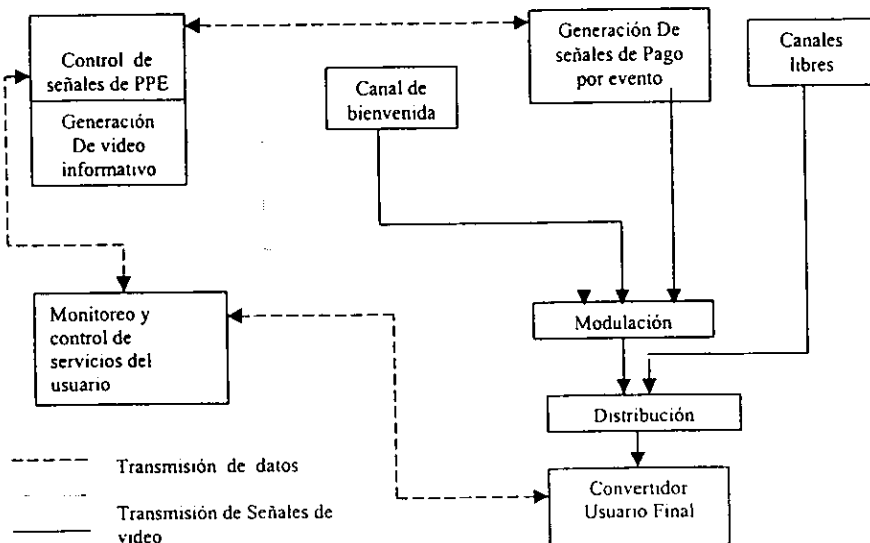 Control de
señales de PPE
Generación
De video
informativo
Canal de
bienvenida
Generación De
señales de Pago
por evento
Canales
libres
Monitoreo y
control de
servicios del
usuario
Modulación
Distribución
Convertidor
Usuario Final
Transmisión de datos
Transmisión de Señales de
video